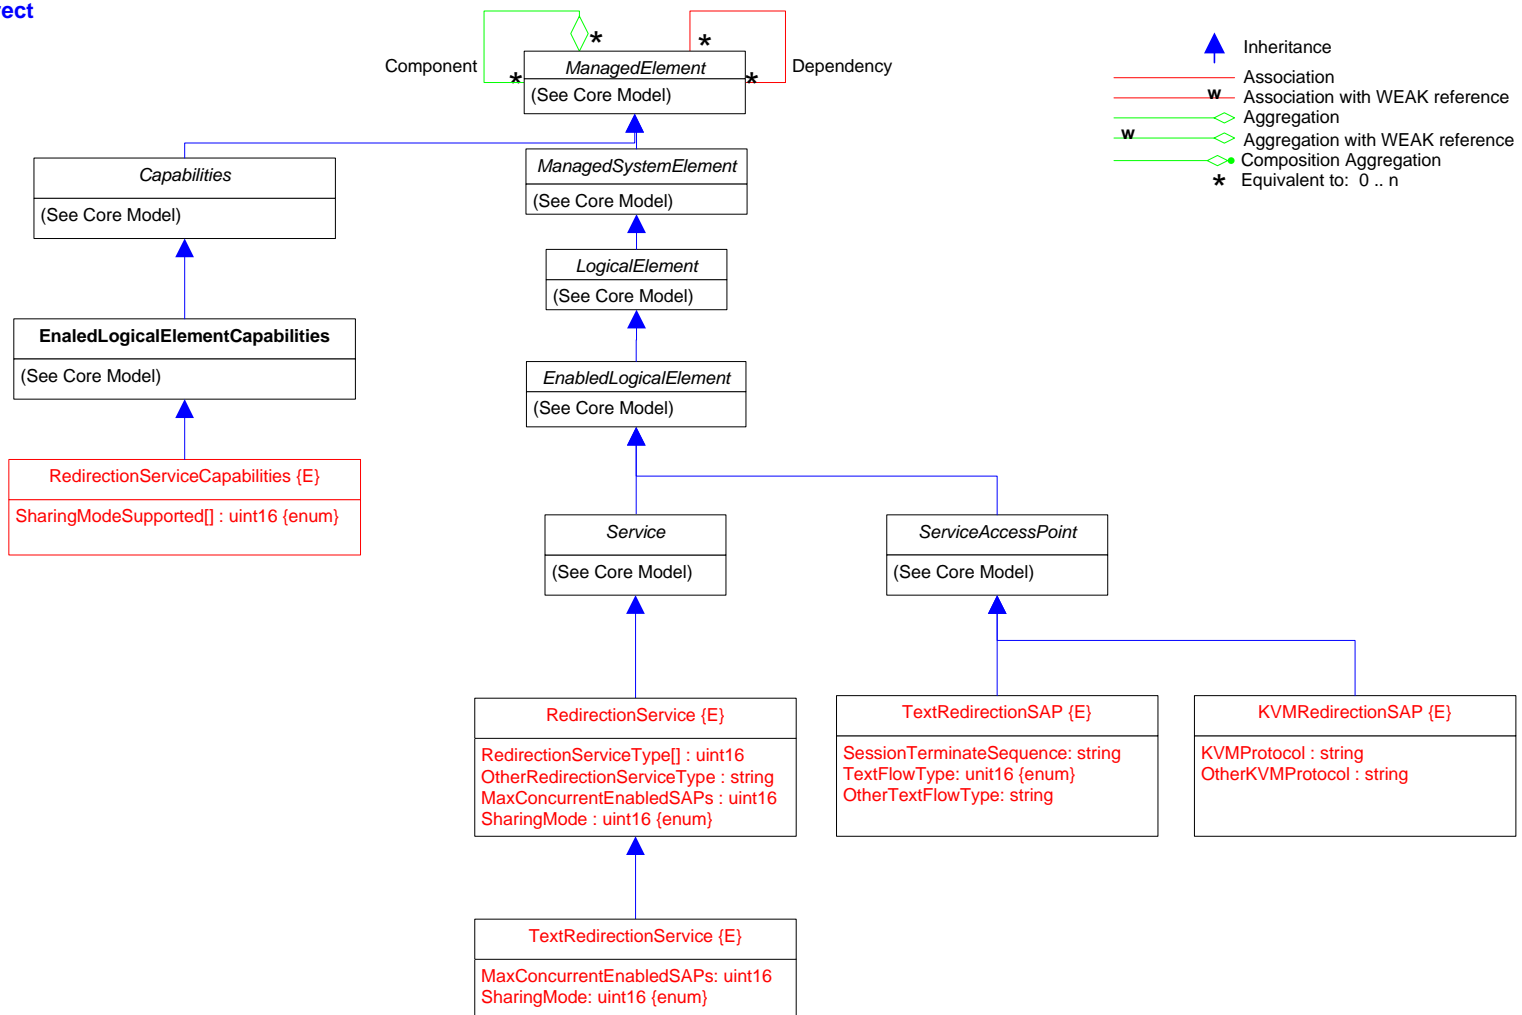 Component
*
*
ManagedElement
(See Core Model)
*
*
Dependency
Inheritance
Association
w
Association with WEAK reference
Aggregation
w
Aggregation with WEAK reference
Composition Aggregation
* Equivalent to: 0 .. n
Capabilities
(See Core Model)
ManagedSystemElement
(See Core Model)
LogicalElement
(See Core Model)
EnaledLogicalElementCapabilities
(See Core Model)
EnabledLogicalElement
(See Core Model)
RedirectionServiceCapabilities {E}
SharingModeSupported[] : uint16 {enum}
Service
(See Core Model)
ServiceAccessPoint
(See Core Model)
RedirectionService {E}
RedirectionServiceType[] : uint16
OtherRedirectionServiceType : string
MaxConcurrentEnabledSAPs : uint16
SharingMode : uint16 {enum}
TextRedirectionSAP {E}
SessionTerminateSequence: string
TextFlowType: unit16 {enum}
OtherTextFlowType: string
KVMRedirectionSAP {E}
KVMProtocol : string
OtherKVMProtocol : string
TextRedirectionService {E}
MaxConcurrentEnabledSAPs: uint16
SharingMode: uint16 {enum}